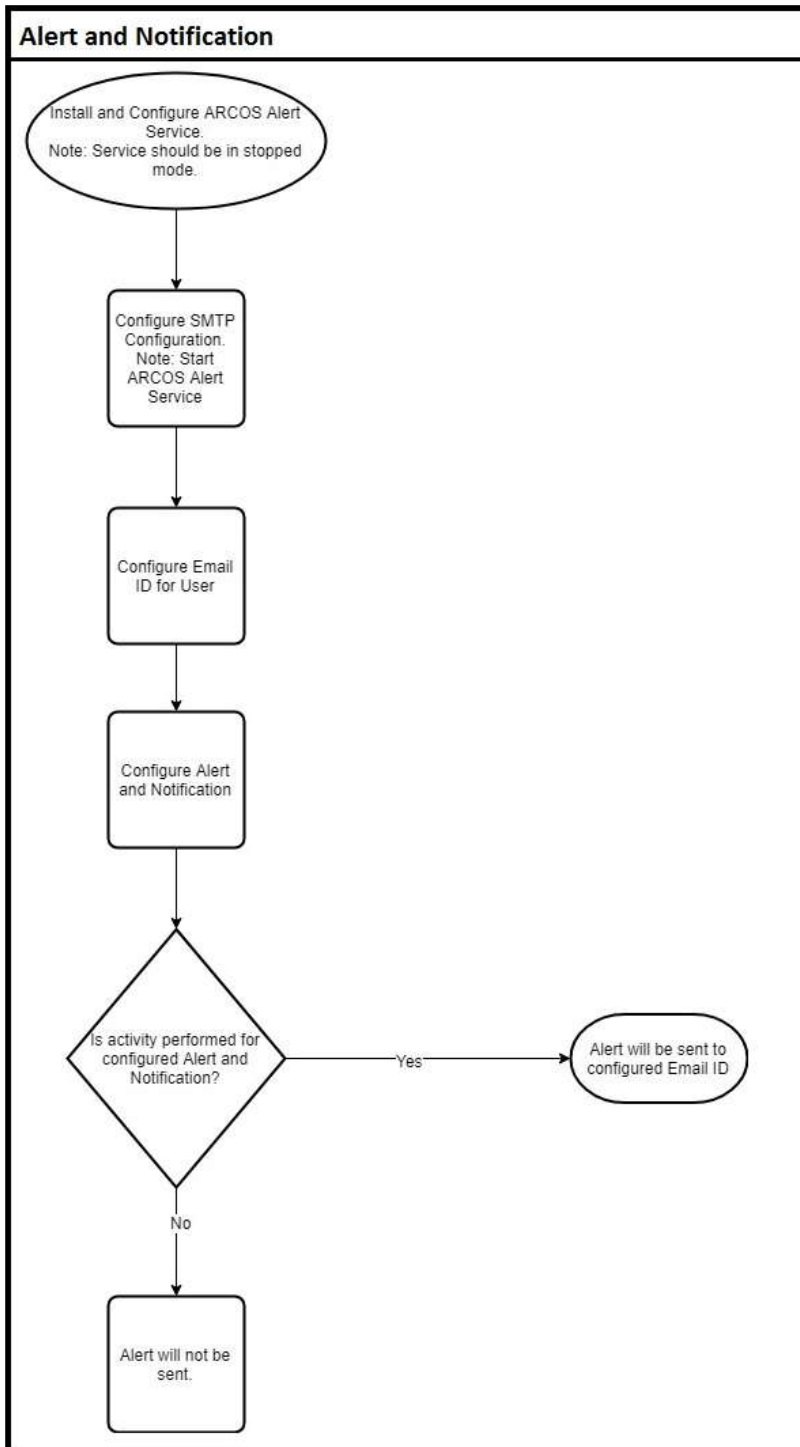 Alert and Notification
Install and Configure ARCOS Alert
Service.
Note: Service should be in stopped
mode.
Configure SMTP
Configuration.
Note: Start
ARCOS Alert
Service
Configure Email
ID for User
Configure Alert
and Notification
Is activity performed for
configured Alert and
Notification?
Yes
Alert will be sent to
configured Email ID
No
Alert will not be
sent.